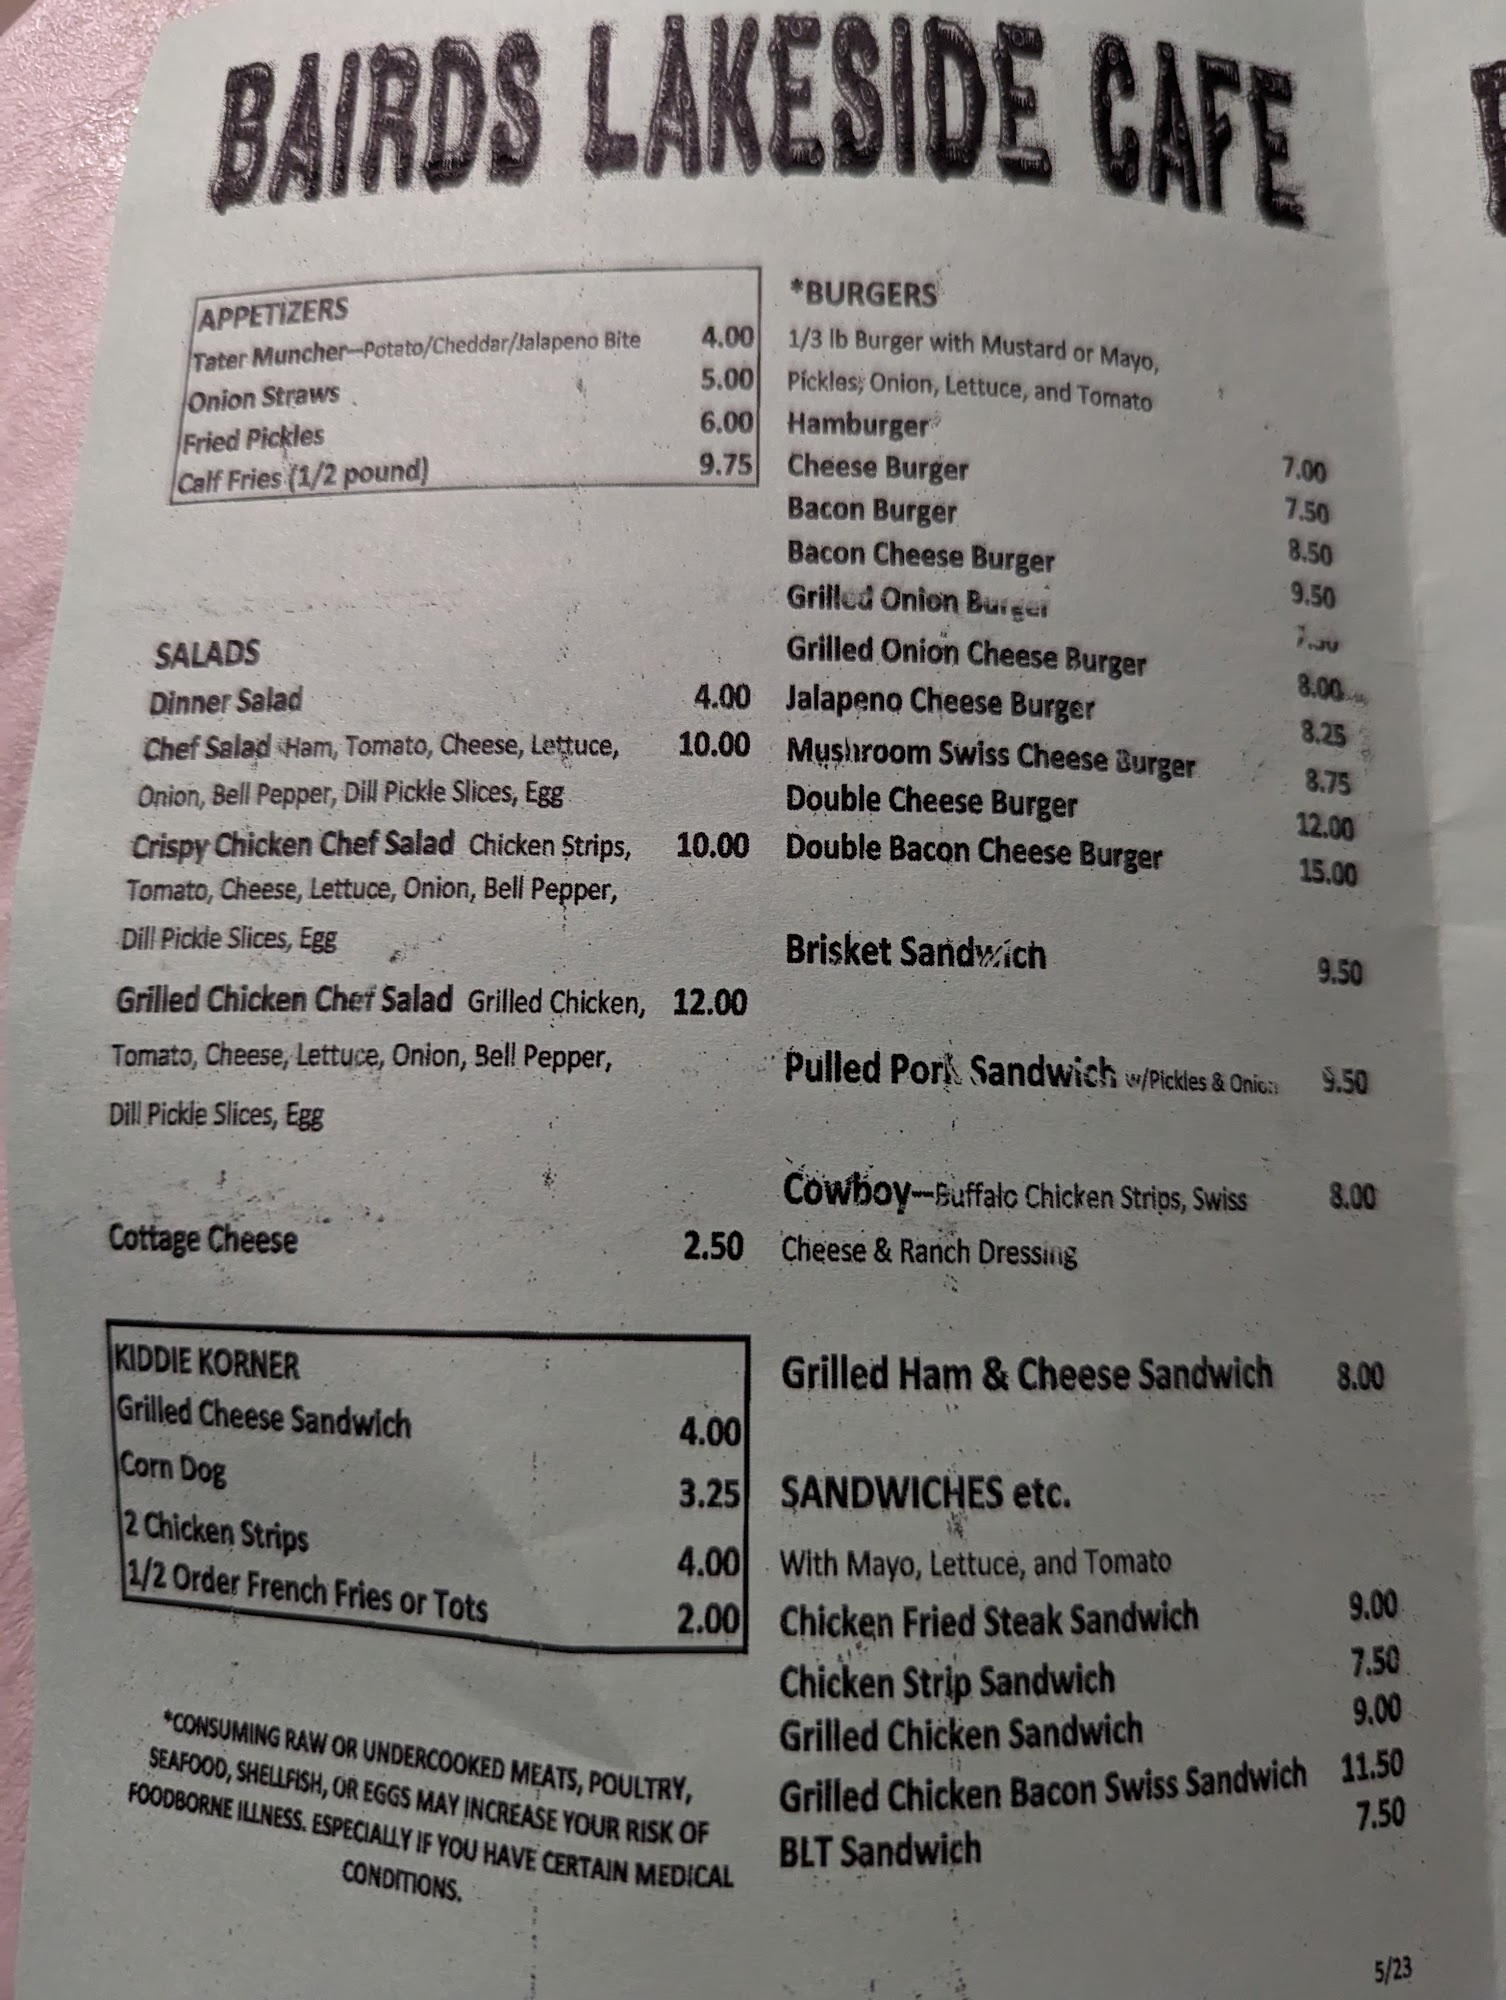 BAIRDS LAKESIDE CAFE
APPETIZERS
Tater Muncher--Potato/Cheddar/Jalapeno Bite 4.00
Onion Straws 5.00
Fried Pickles 6.00
Calf Fries (1/2 pound) 9.75
SALADS
Dinner Salad 4.00
Chef Salad Ham, Tomato, Cheese, Lettuce, 10.00
Onion, Bell Pepper, Dill Pickle Slices, Egg
Crispy Chicken Chef Salad Chicken Strips, 10.00
Tomato, Cheese, Lettuce, Onion, Bell Pepper,
Dill Pickle Slices, Egg
Grilled Chicken Chef Salad Grilled Chicken, 12.00
Tomato, Cheese, Lettuce, Onion, Bell Pepper,
Dill Pickle Slices, Egg
Cottage Cheese 2.50
KIDDIE KORNER
Grilled Cheese Sandwich 4.00
Corn Dog 3.25
2 Chicken Strips 4.00
1/2 Order French Fries or Tots 2.00
*CONSUMING RAW OR UNDERCOOKED MEATS, POULTRY,
SEAFOOD, SHELLFISH, OR EGGS MAY INCREASE YOUR RISK OF
FOODBORNE ILLNESS. ESPECIALLY IF YOU HAVE CERTAIN MEDICAL
CONDITIONS.
*BURGERS
1/3 lb Burger with Mustard or Mayo,
Pickles, Onion, Lettuce, and Tomato
Hamburger 7.00
Cheese Burger 7.50
Bacon Burger 8.50
Bacon Cheese Burger 9.50
Grilled Onion Burger 7.50
Grilled Onion Cheese Burger 8.00
Jalapeno Cheese Burger 8.25
Mushroom Swiss Cheese Burger 8.75
Double Cheese Burger 12.00
Double Bacon Cheese Burger 15.00
Brisket Sandwich 9.50
Pulled Pork Sandwich w/Pickles & Onion 9.50
Cowboy--Buffalo Chicken Strips, Swiss 8.00
Cheese & Ranch Dressing
Grilled Ham & Cheese Sandwich 8.00
SANDWICHES etc.
With Mayo, Lettuce, and Tomato
Chicken Fried Steak Sandwich 9.00
Chicken Strip Sandwich 7.50
Grilled Chicken Sandwich 9.00
Grilled Chicken Bacon Swiss Sandwich 11.50
BLT Sandwich 7.50
5/23